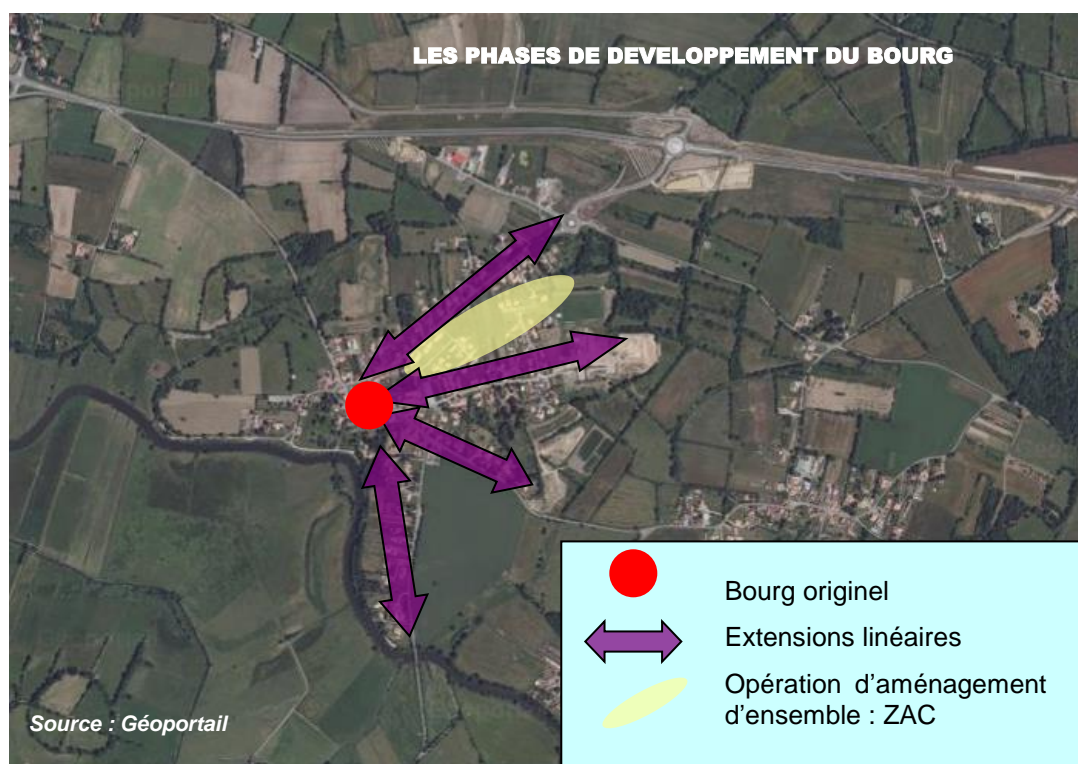 LES PHASES DE DEVELOPPEMENT DU BOURG
Bourg originel
Extensions linéaires
Opération d’aménagement
d’ensemble : ZAC
Source : Géoportail